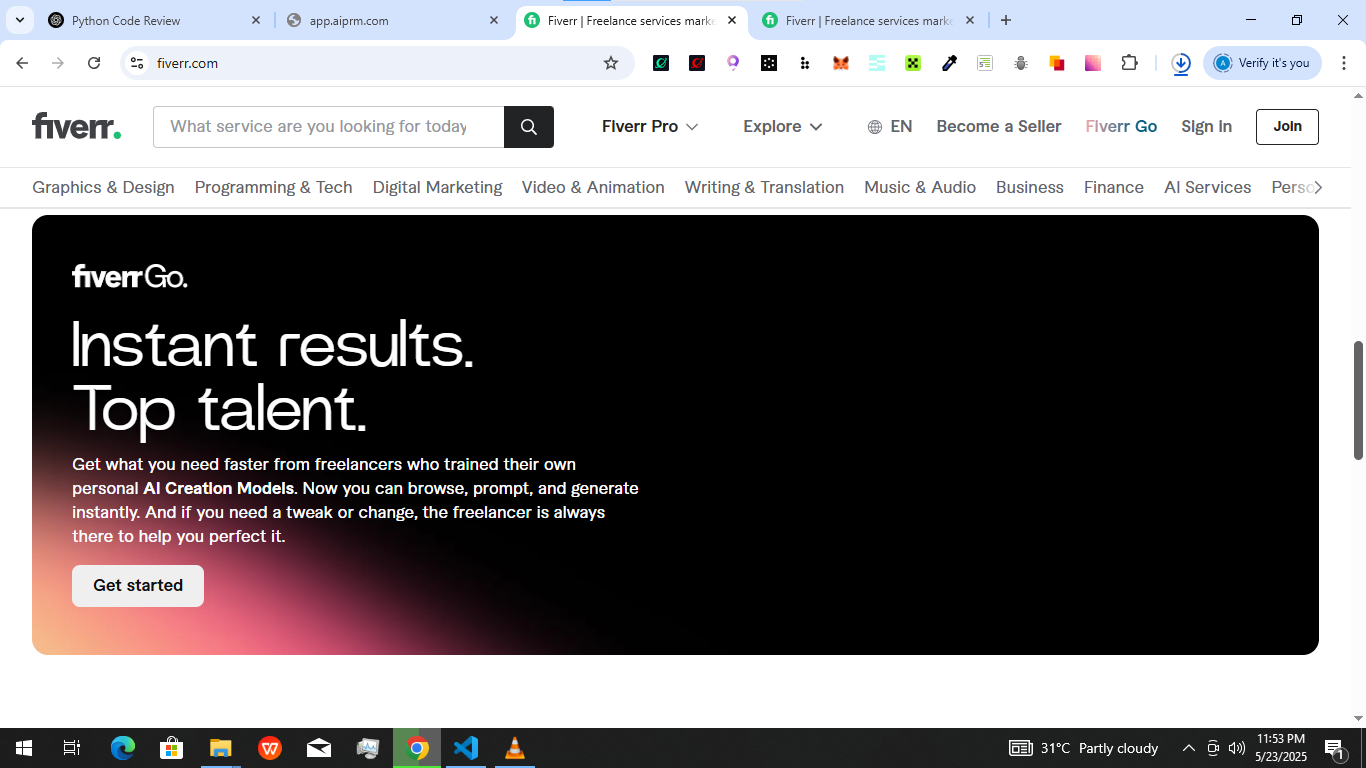 Python Code Review
app.aiprm.com
Fiverr | Freelance services marke
Fiverr | Freelance services marke
fiverr.com
Verify it's you
fiverr.
What service are you looking for today
Fiverr Pro
Explore
EN
Become a Seller
Fiverr Go
Sign In
Join
Graphics & Design
Programming & Tech
Digital Marketing
Video & Animation
Writing & Translation
Music & Audio
Business
Finance
AI Services
Perso
fiverr Go.
Instant results.
Top talent.
Get what you need faster from freelancers who trained their own
personal AI Creation Models. Now you can browse, prompt, and generate
instantly. And if you need a tweak or change, the freelancer is always
there to help you perfect it.
Get started
31°C Partly cloudy
11:53 PM
5/23/2025
1